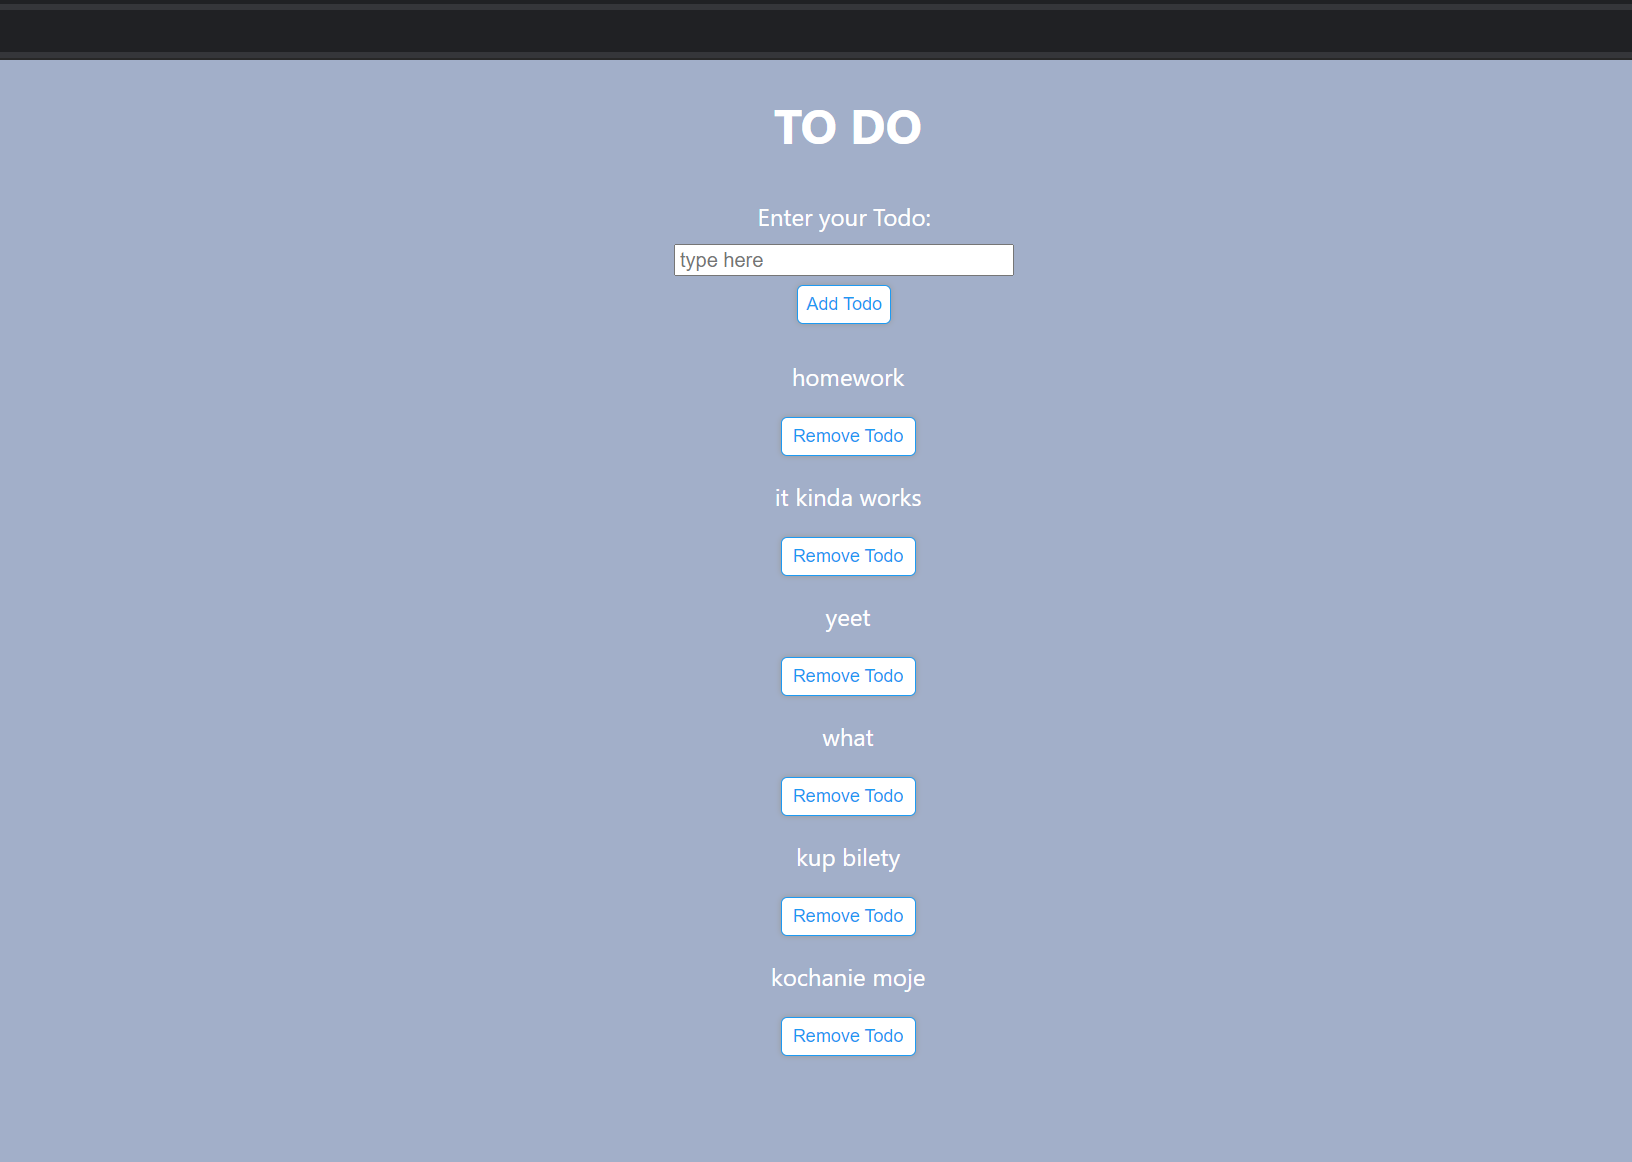 TO DO
Enter your Todo:
type here
Add Todo
homework
Remove Todo
it kinda works
Remove Todo
yeet
Remove Todo
what
Remove Todo
kup bilety
Remove Todo
kochanie moje
Remove Todo